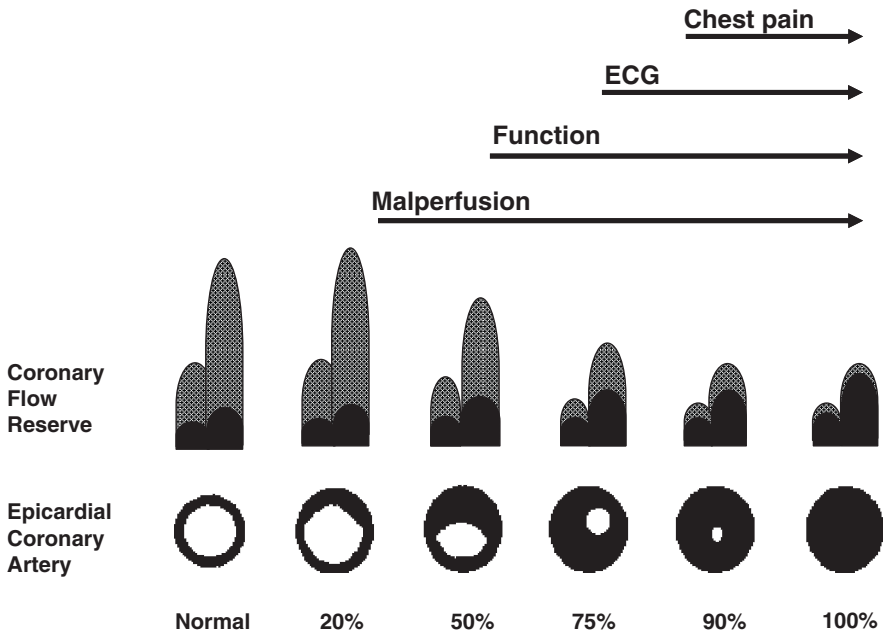 Chest pain
ECG
Function
Malperfusion
Coronary
Flow
Reserve
Epicardial
Coronary
Artery
Normal 20% 50% 75% 90% 100%